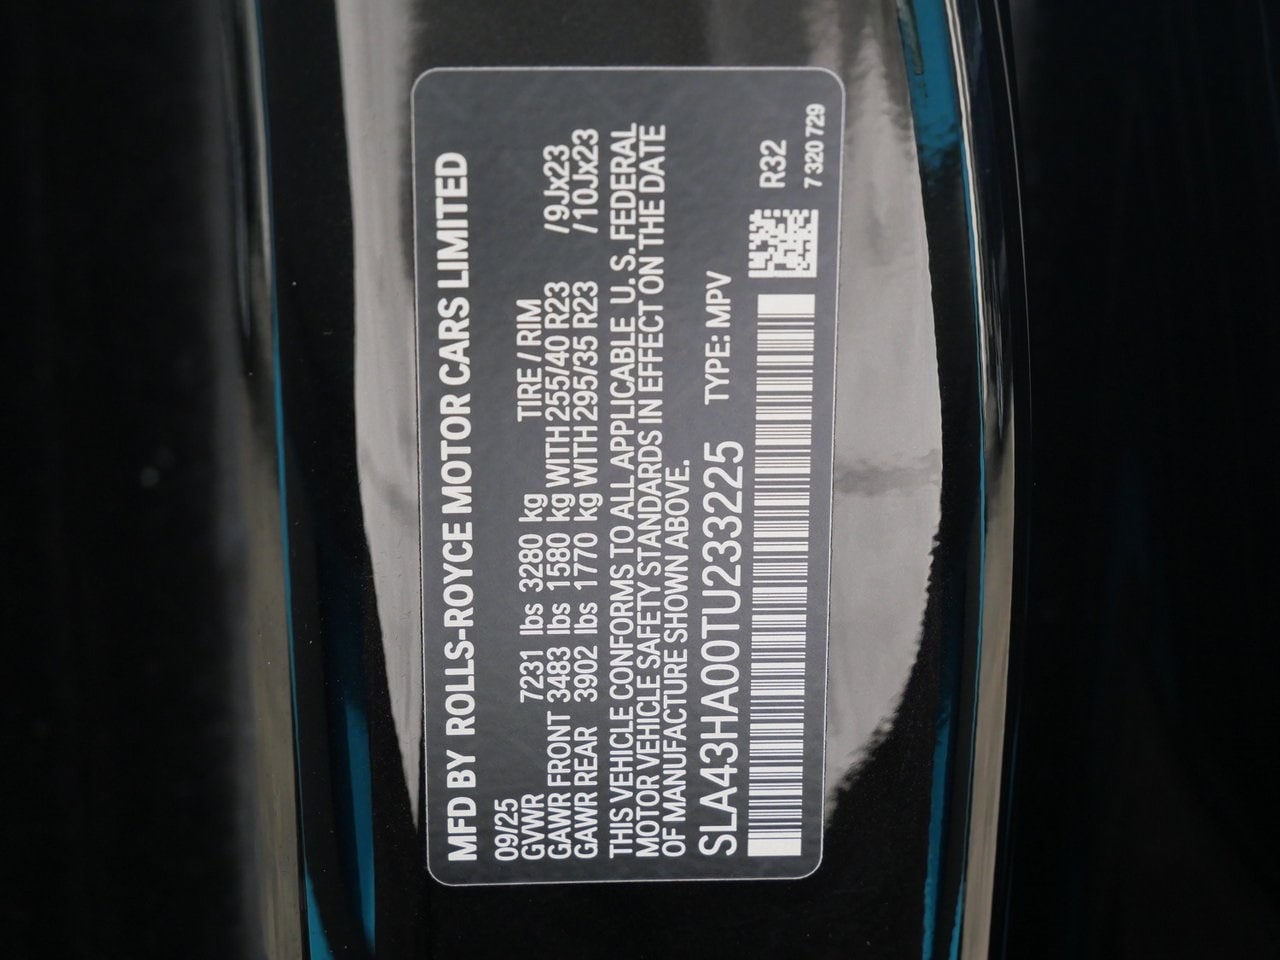 MFD BY ROLLS-ROYCE MOTOR CARS LIMITED
09/25
GVWR 7231 lbs 3280 kg TIRE / RIM
GAWR FRONT 3483 lbs 1580 kg WITH 255/40 R23 /9Jx23
GAWR REAR 3902 lbs 1770 kg WITH 295/35 R23 /10Jx23
THIS VEHICLE CONFORMS TO ALL APPLICABLE U. S. FEDERAL
MOTOR VEHICLE SAFETY STANDARDS IN EFFECT ON THE DATE
OF MANUFACTURE SHOWN ABOVE.
SLA43HA00TU233225 TYPE: MPV
R32
7 320 729